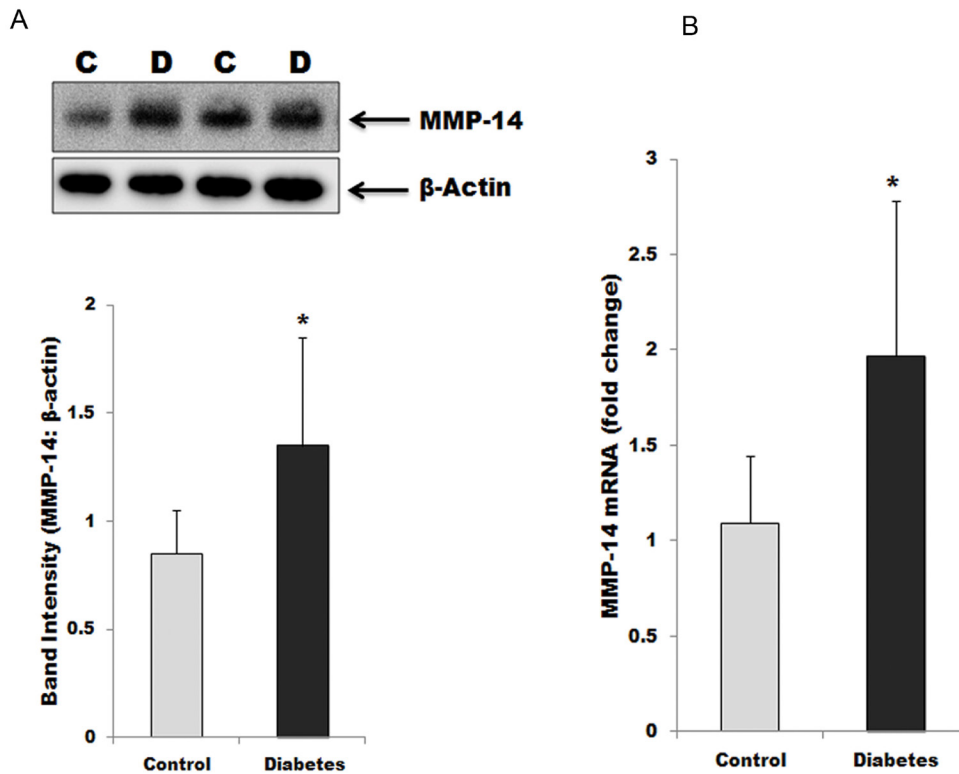 A
C D C D
MMP-14
β-Actin
Band Intensity (MMP-14: β-actin)
2
1.5
1
0.5
0
*
Control Diabetes
B
MMP-14 mRNA (fold change)
3
2.5
2
1.5
1
0.5
0
*
Control Diabetes